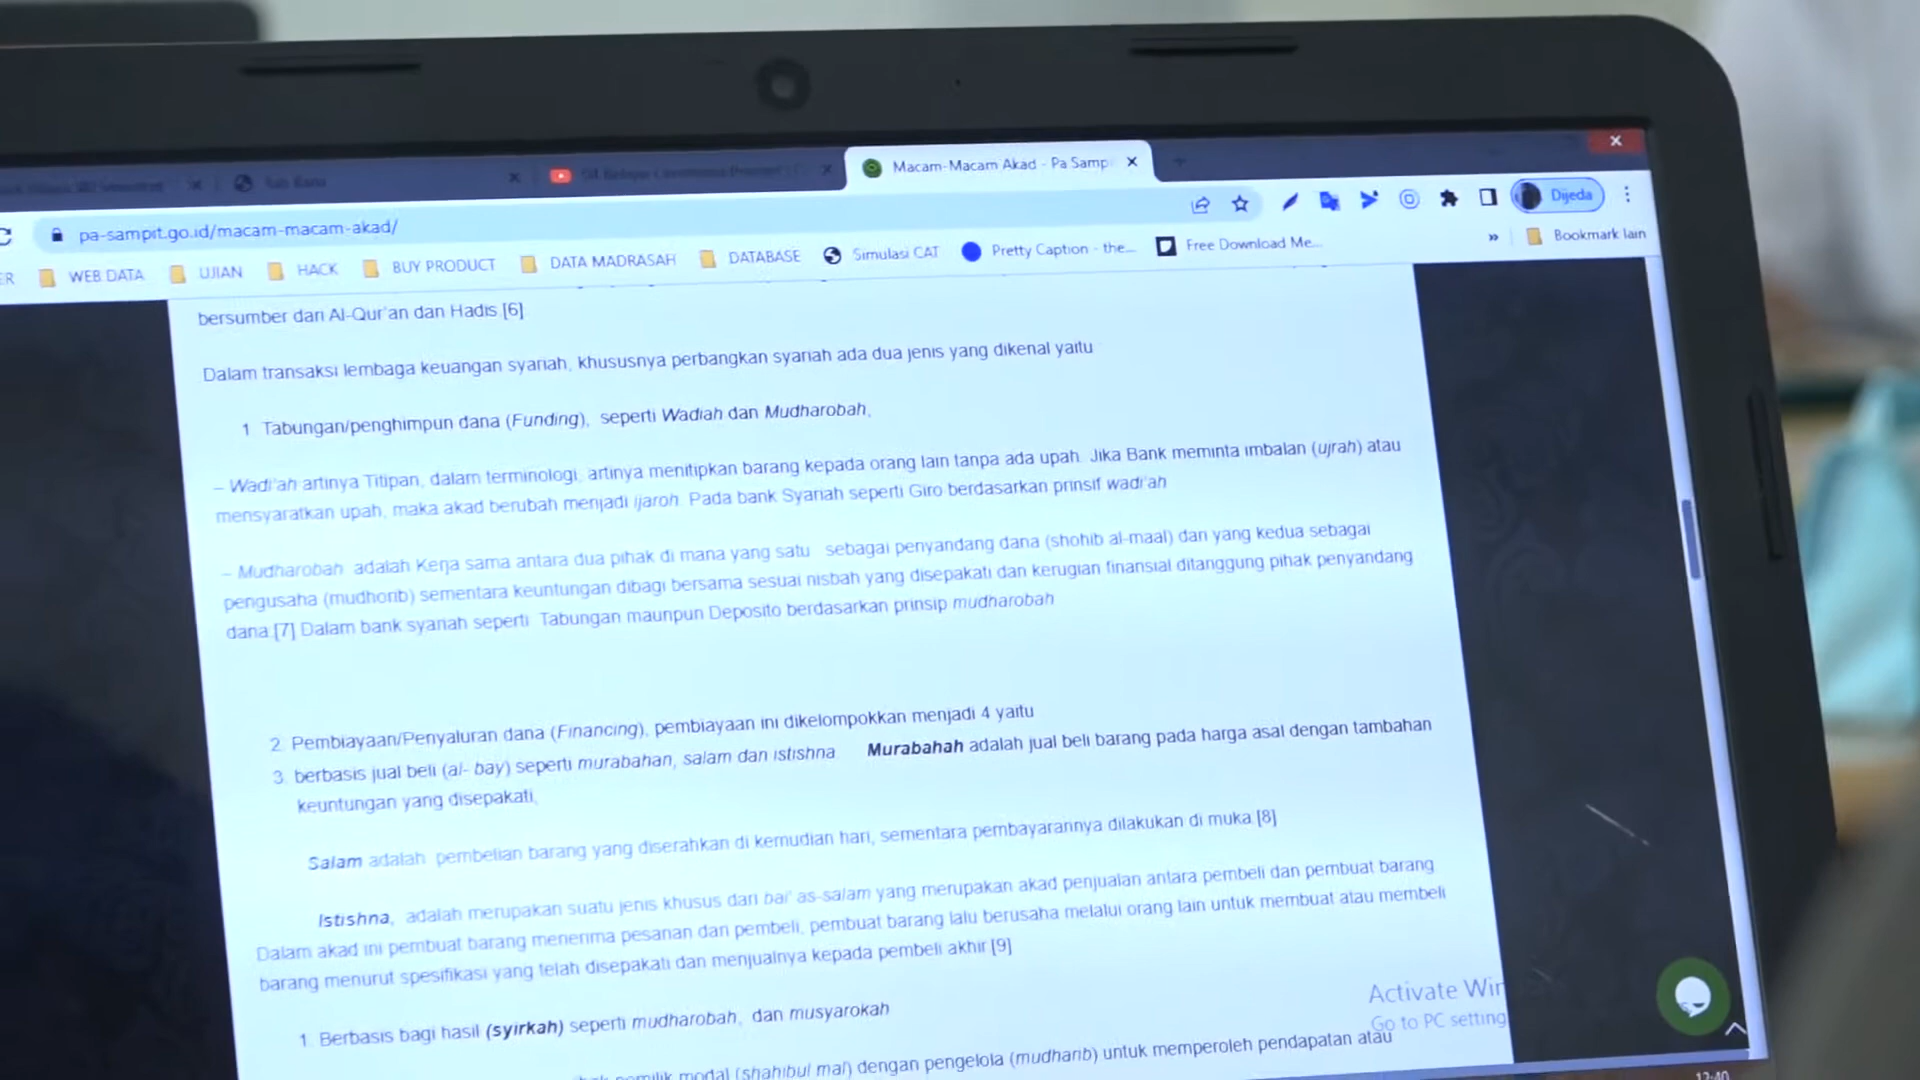 Macam-Macam Akad - Pa Samp
pa-sampit.go.id/macam-macam-akad/
Dijeda
ER WEB DATA UJIAN HACK BUY PRODUCT DATA MADRASAH DATABASE Simulasi CAT Pretty Caption - the... Free Download Me... » Bookmark lain
bersumber dari Al-Qur'an dan Hadis.[6]
Dalam transaksi lembaga keuangan syariah, khususnya perbangkan syariah ada dua jenis yang dikenal yaitu
1. Tabungan/penghimpun dana (Funding), seperti Wadiah dan Mudharobah,
– Wadi'ah artinya Titipan, dalam terminologi, artinya menitipkan barang kepada orang lain tanpa ada upah. Jika Bank meminta imbalan (ujrah) atau
mensyaratkan upah, maka akad berubah menjadi ijaroh. Pada bank Syariah seperti Giro berdasarkan prinsif wadi'ah
– Mudharobah adalah Kerja sama antara dua pihak di mana yang satu sebagai penyandang dana (shohib al-maal) dan yang kedua sebagai
pengusaha (mudhorib) sementara keuntungan dibagi bersama sesuai nisbah yang disepakati dan kerugian finansial ditanggung pihak penyandang
dana.[7] Dalam bank syariah seperti Tabungan maunpun Deposito berdasarkan prinsip mudharobah
2. Pembiayaan/Penyaluran dana (Financing), pembiayaan ini dikelompokkan menjadi 4 yaitu
3. berbasis jual beli (al- bay) seperti murabahan, salam dan istishna Murabahah adalah jual beli barang pada harga asal dengan tambahan
keuntungan yang disepakati,
Salam adalah pembelian barang yang diserahkan di kemudian hari, sementara pembayarannya dilakukan di muka.[8]
Istishna, adalah merupakan suatu jenis khusus dari bai' as-salam yang merupakan akad penjualan antara pembeli dan pembuat barang
Dalam akad ini pembuat barang menerima pesanan dan pembeli, pembuat barang lalu berusaha melalui orang lain untuk membuat atau membeli
barang menurut spesifikasi yang telah disepakati dan menjualnya kepada pembeli akhir.[9]
Activate Win
Go to PC setting
1. Berbasis bagi hasil (syirkah) seperti mudharobah, dan musyarokah
pemilik modal (shahibul mal) dengan pengelola (mudharib) untuk memperoleh pendapatan atau
12:40